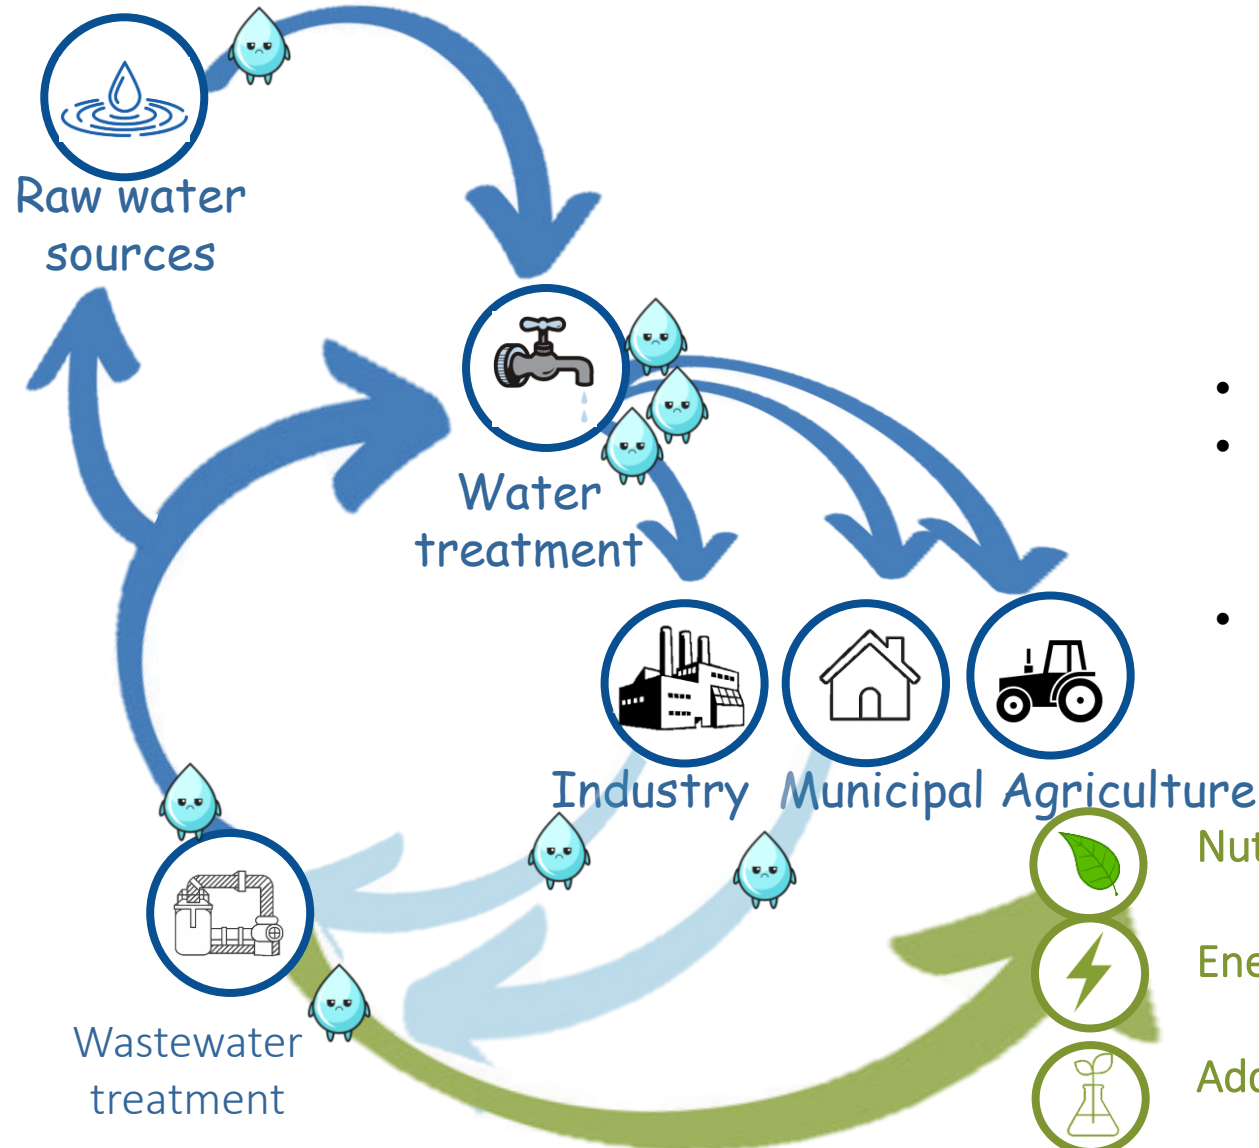 Raw water
sources
Water
treatment
Industry
Municipal
Agriculture
Wastewater
treatment